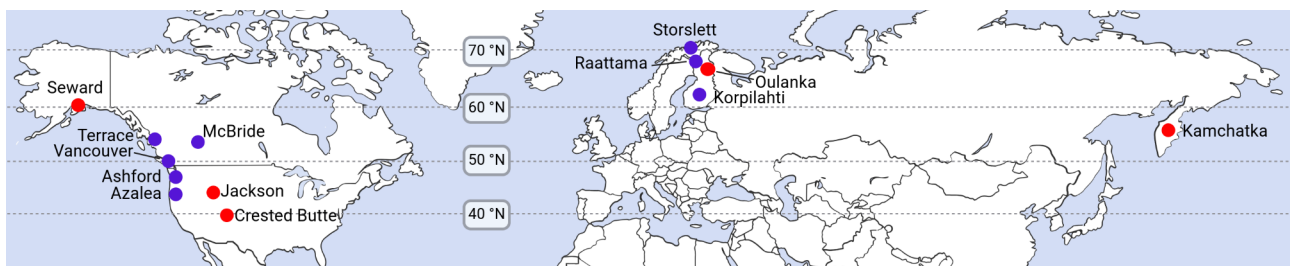 Storslett
70 °N
Raattama
Oulanka
Seward
Korpilahti
60 °N
Terrace
McBride
Kamchatka
Vancouver
50 °N
Ashford
Azalea
Jackson
Crested Butte
40 °N